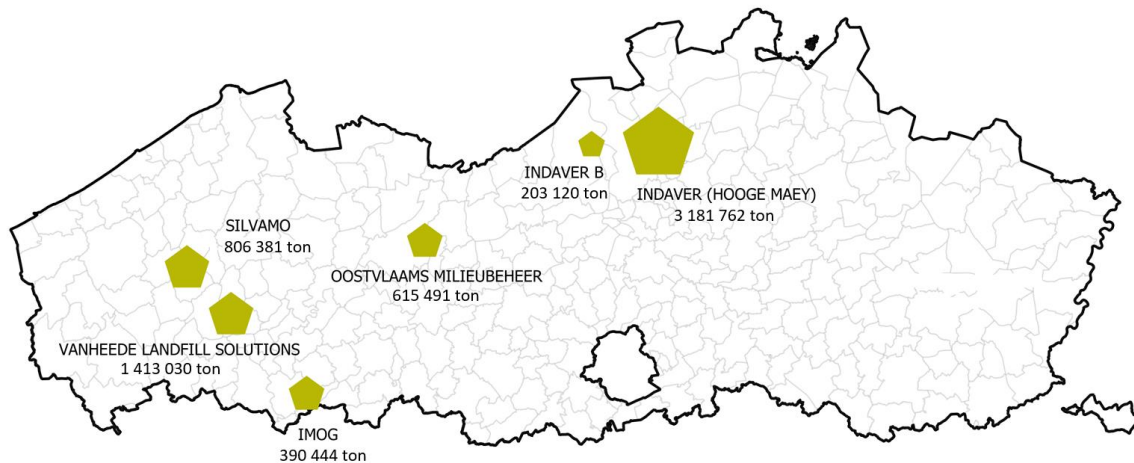 INDAVER B
203 120 ton
INDAVER (HOOGE MAEY)
3 181 762 ton
SILVAMO
806 381 ton
OOSTVLAAMS MILIEUBEHEER
615 491 ton
VANHEEDE LANDFILL SOLUTIONS
1 413 030 ton
IMOG
390 444 ton